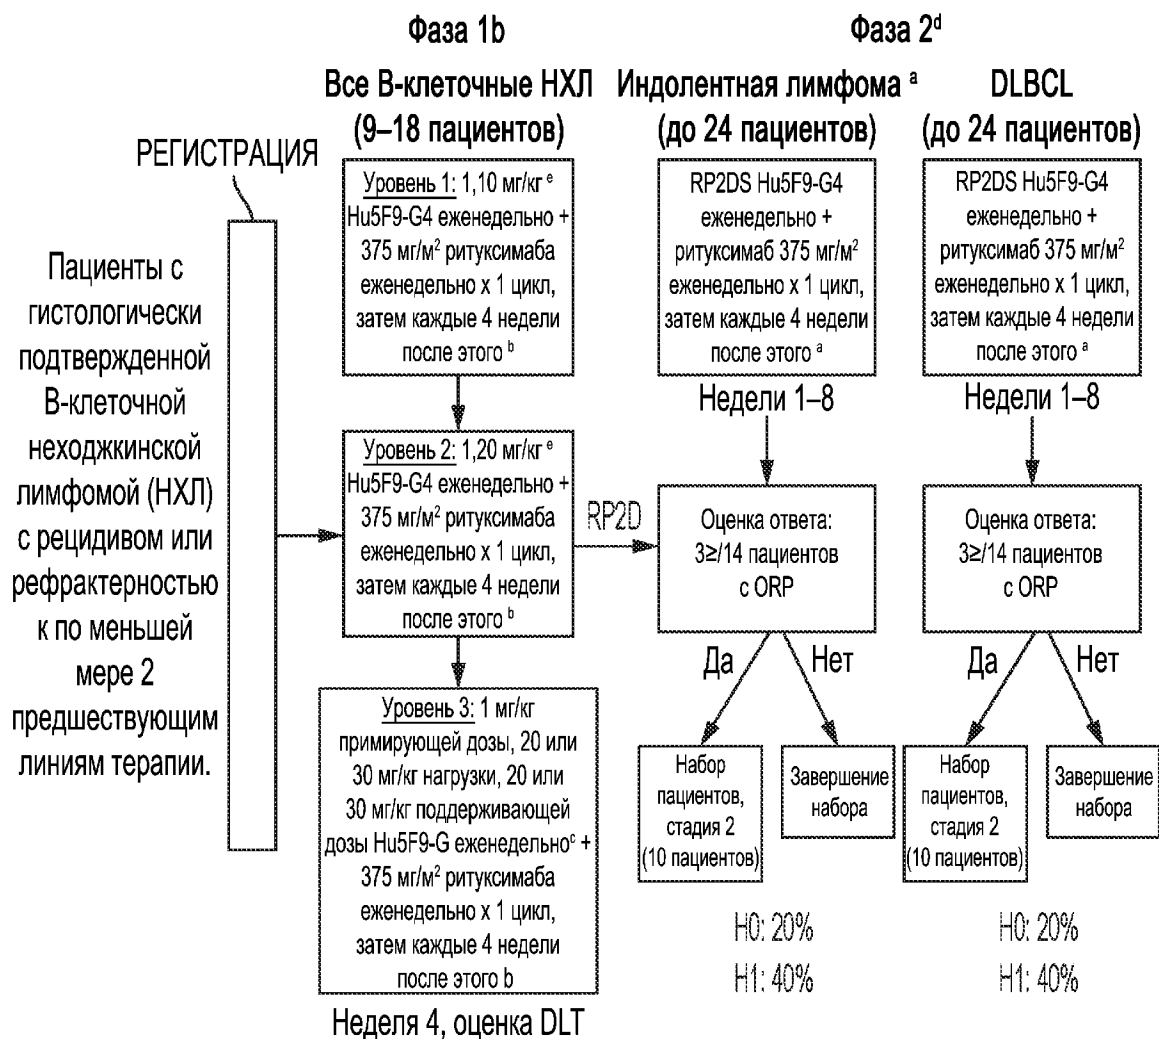 Фаза 1b
Все В-клеточные НХЛ
(9–18 пациентов)
Фаза 2d
Индолентная лимфома a
(до 24 пациентов)
DLBCL
(до 24 пациентов)
РЕГИСТРАЦИЯ
Пациенты с
гистологически
подтвержденной
В-клеточной
неходжкинской
лимфомой (НХЛ)
с рецидивом или
рефрактерностью
к по меньшей
мере 2
предшествующим
линиям терапии.
Уровень 1: 1,10 мг/кг e
Hu5F9-G4 еженедельно +
375 мг/м² ритуксимаба
еженедельно x 1 цикл,
затем каждые 4 недели
после этого b
Уровень 2: 1,20 мг/кг e
Hu5F9-G4 еженедельно +
375 мг/м² ритуксимаба
еженедельно x 1 цикл,
затем каждые 4 недели
после этого b
Уровень 3: 1 мг/кг
примирующей дозы, 20 или
30 мг/кг нагрузки, 20 или
30 мг/кг поддерживающей
дозы Hu5F9-G еженедельноc +
375 мг/м² ритуксимаба
еженедельно x 1 цикл,
затем каждые 4 недели
после этого b
Неделя 4, оценка DLT
RP2D
RP2DS Hu5F9-G4
еженедельно +
ритуксимаб 375 мг/м²
еженедельно x 1 цикл,
затем каждые 4 недели
после этого a
Недели 1–8
Оценка ответа:
3≥/14 пациентов
с ORP
Да
Нет
Набор
пациентов,
стадия 2
(10 пациентов)
Завершение
набора
H0: 20%
H1: 40%
RP2DS Hu5F9-G4
еженедельно +
ритуксимаб 375 мг/м²
еженедельно x 1 цикл,
затем каждые 4 недели
после этого a
Недели 1–8
Оценка ответа:
3≥/14 пациентов
с ORP
Да
Нет
Набор
пациентов,
стадия 2
(10 пациентов)
Завершение
набора
H0: 20%
H1: 40%